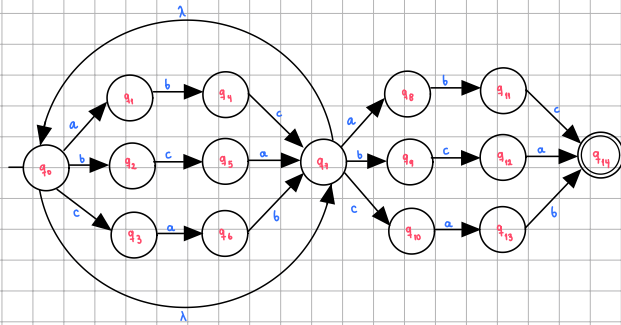 λ
q1 b q4
a c
q8 b q11
a c
q0 b q2 c q5 a q7 b q9 c q12 a q14
c b
q3 a q6
c b
q10 a q13
λ